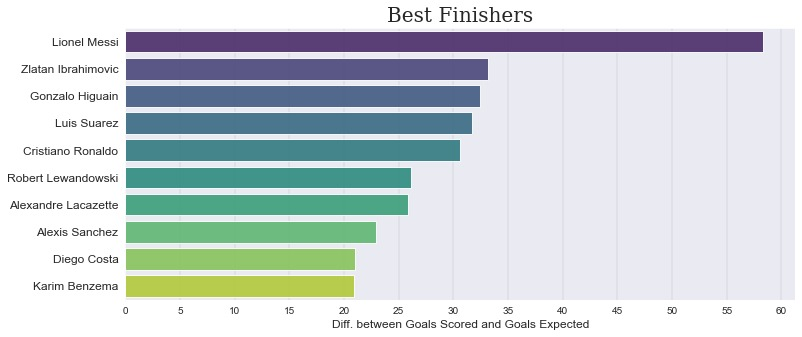 Best Finishers
Lionel Messi
Zlatan Ibrahimovic
Gonzalo Higuain
Luis Suarez
Cristiano Ronaldo
Robert Lewandowski
Alexandre Lacazette
Alexis Sanchez
Diego Costa
Karim Benzema
0 5 10 15 20 25 30 35 40 45 50 55 60
Diff. between Goals Scored and Goals Expected